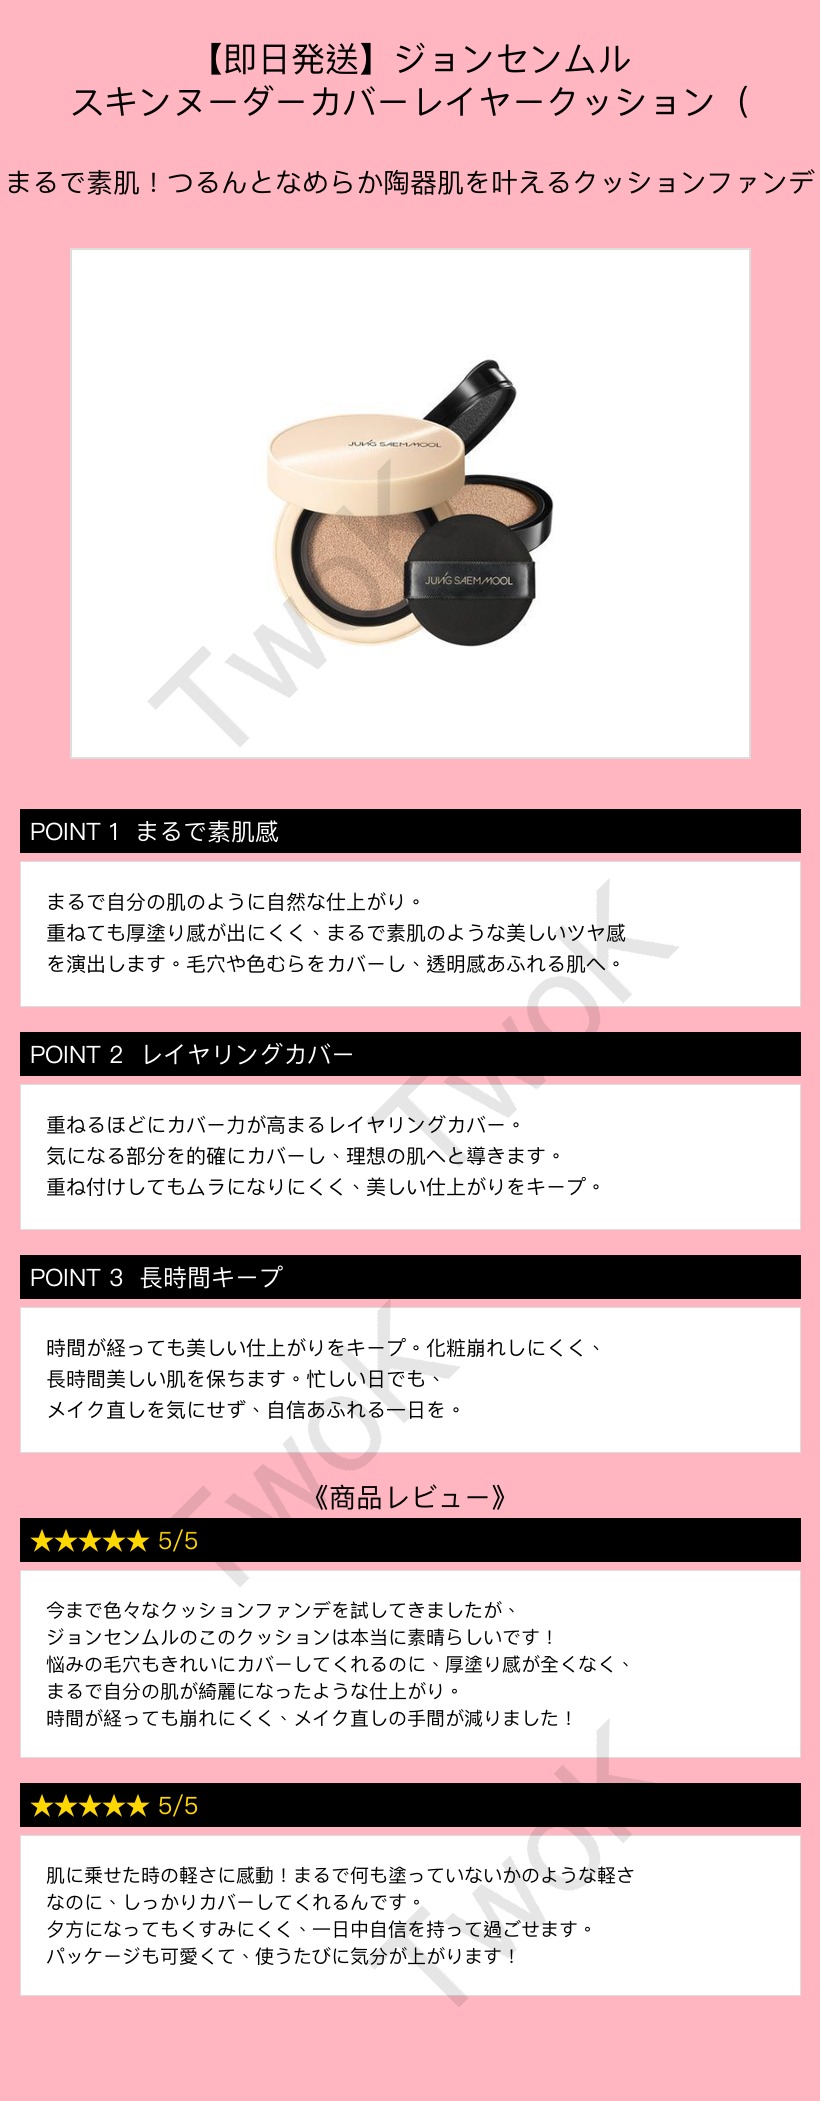 【即日発送】ジョンセンムル
スキンヌーダーカバーレイヤークッション（
まるで素肌！つるんとなめらか陶器肌を叶えるクッションファンデ
JUNG SAEM MOOL
JUNG SAEM MOOL
TwoK
POINT 1 まるで素肌感
まるで自分の肌のように自然な仕上がり。
重ねても厚塗り感が出にくく、まるで素肌のような美しいツヤ感
を演出します。毛穴や色むらをカバーし、透明感あふれる肌へ。
TwoK
POINT 2 レイヤリングカバー
重ねるほどにカバー力が高まるレイヤリングカバー。
気になる部分を的確にカバーし、理想の肌へと導きます。
重ね付けしてもムラになりにくく、美しい仕上がりをキープ。
POINT 3 長時間キープ
時間が経っても美しい仕上がりをキープ。化粧崩れしにくく、
長時間美しい肌を保ちます。忙しい日でも、
メイク直しを気にせず、自信あふれる一日を。
TwoK
《商品レビュー》
★★★★★ 5/5
今まで色々なクッションファンデを試してきましたが、
ジョンセンムルのこのクッションは本当に素晴らしいです！
悩みの毛穴もきれいにカバーしてくれるのに、厚塗り感が全くなく、
まるで自分の肌が綺麗になったような仕上がり。
時間が経っても崩れにくく、メイク直しの手間が減りました！
★★★★★ 5/5
肌に乗せた時の軽さに感動！まるで何も塗っていないかのような軽さ
なのに、しっかりカバーしてくれるんです。
夕方になってもくすみにくく、一日中自信を持って過ごせます。
パッケージも可愛くて、使うたびに気分が上がります！
TwoK